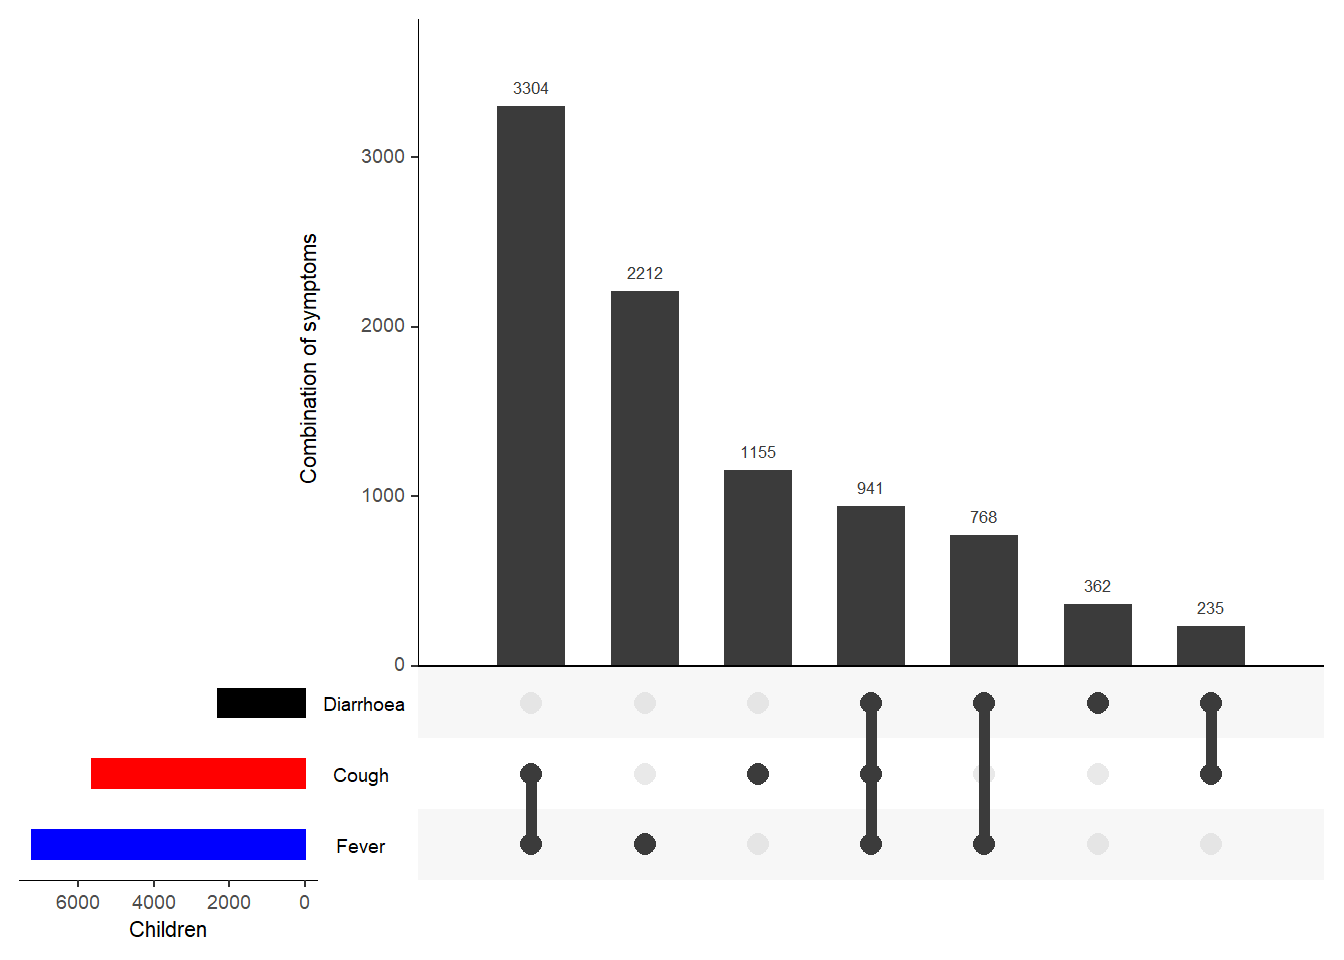 3304
3000
2212
2000
Combination of symptoms
1155
1000
941
768
362
235
0
Diarrhoea
Cough
Fever
6000 4000 2000 0
Children